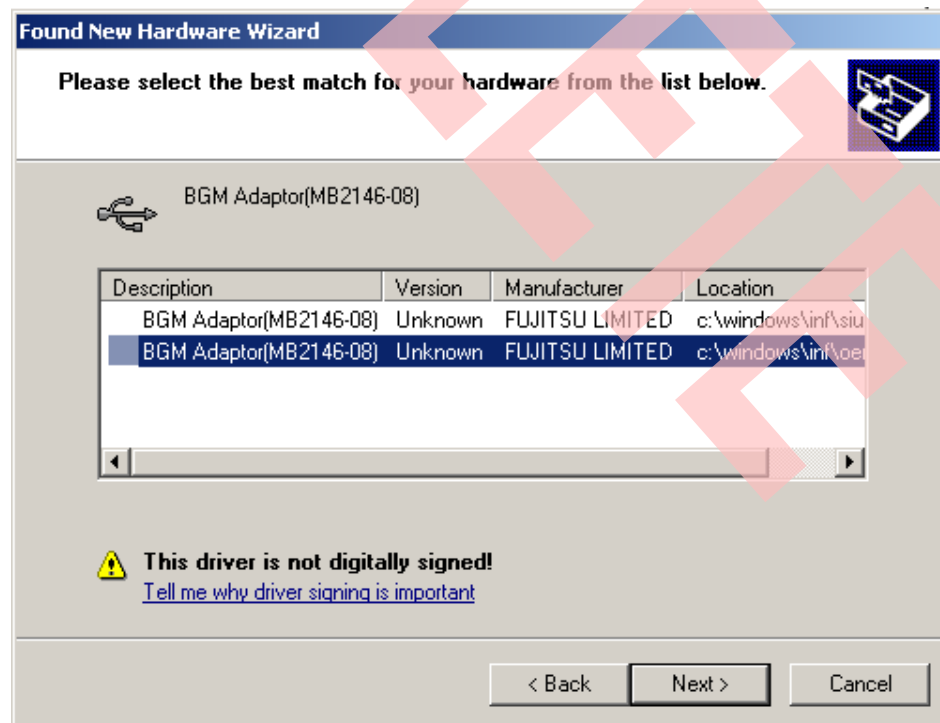 Found New Hardware Wizard
Please select the best match for your hardware from the list below.
BGM Adaptor(MB2146-08)
Description Version Manufacturer Location
BGM Adaptor(MB2146-08) Unknown FUJITSU LIMITED c:\windows\inf\siu
BGM Adaptor(MB2146-08) Unknown FUJITSU LIMITED c:\windows\inf\oer
This driver is not digitally signed!
Tell me why driver signing is important
< Back Next > Cancel